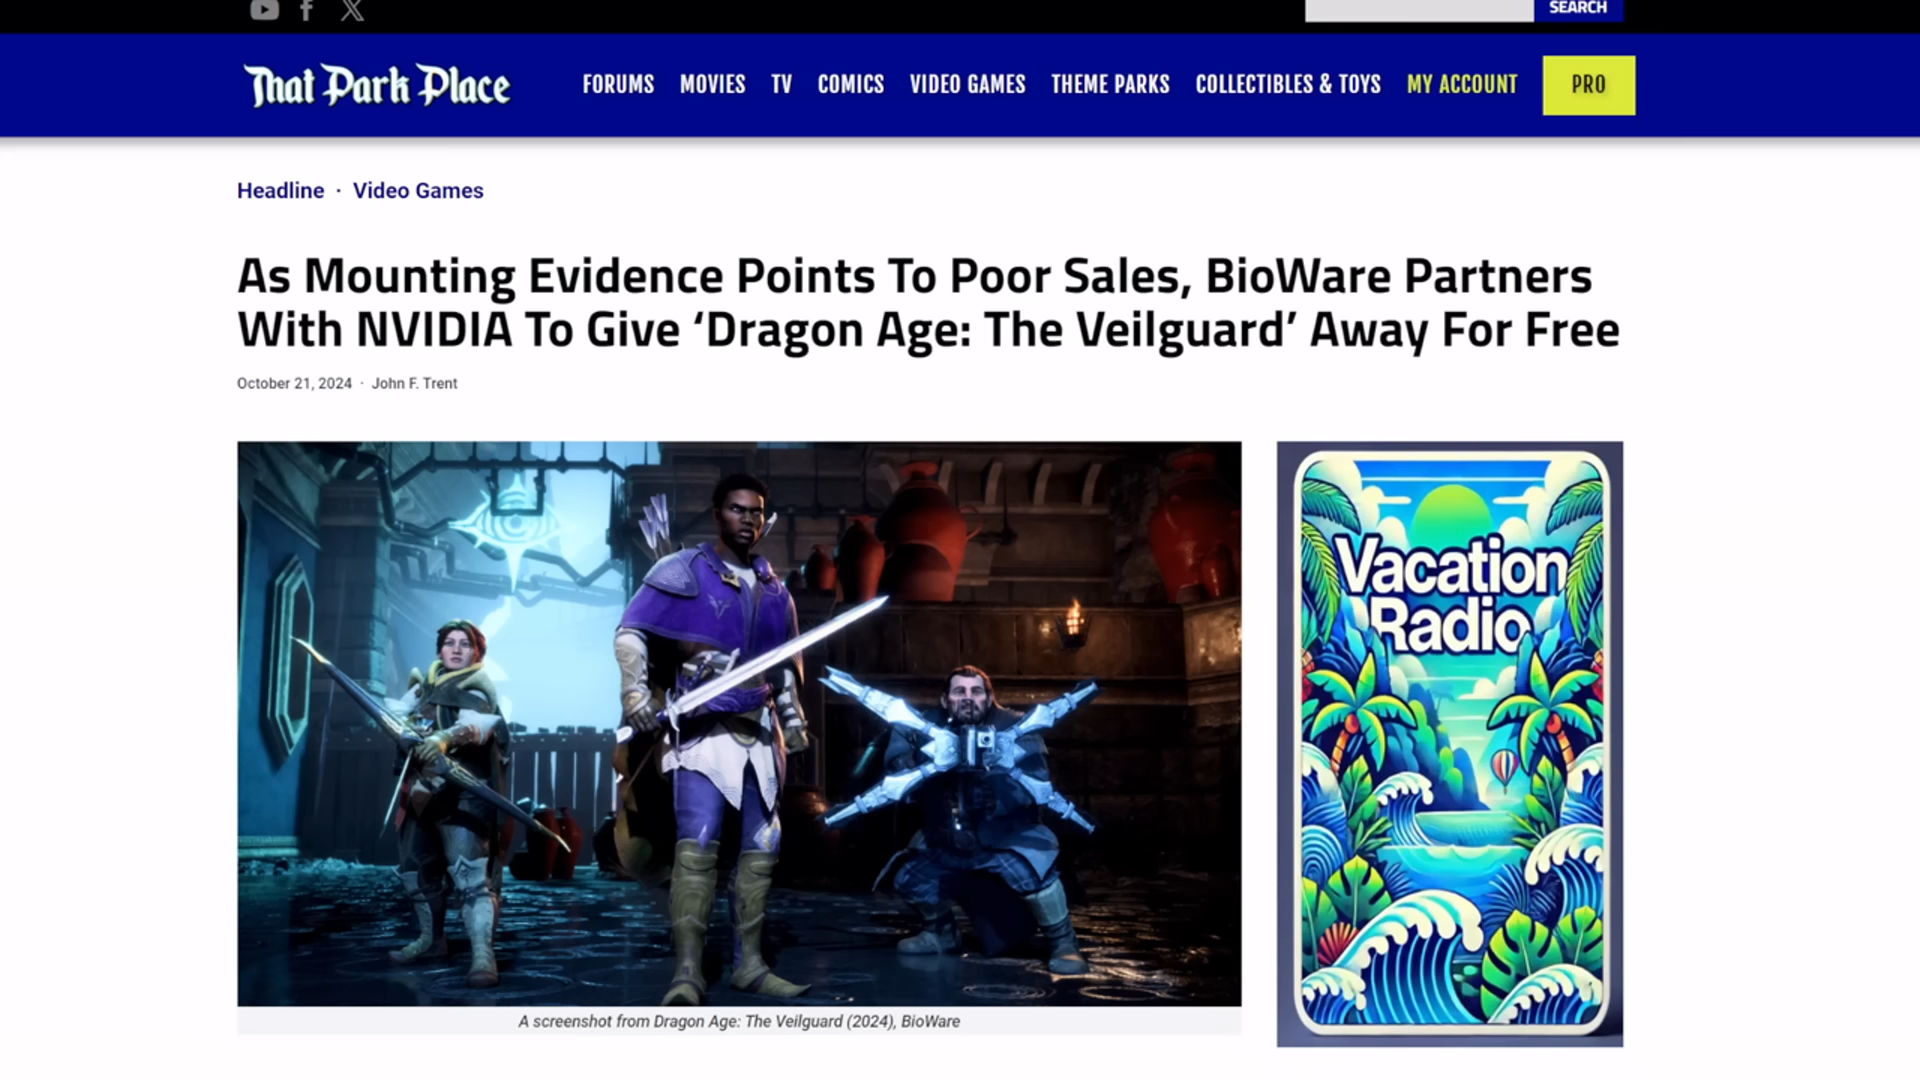 SEARCH
That Park Place
FORUMS MOVIES TV COMICS VIDEO GAMES THEME PARKS COLLECTIBLES & TOYS MY ACCOUNT PRO
Headline · Video Games
As Mounting Evidence Points To Poor Sales, BioWare Partners
With NVIDIA To Give ‘Dragon Age: The Veilguard’ Away For Free
October 21, 2024 · John F. Trent
Vacation
Radio
A screenshot from Dragon Age: The Veilguard (2024), BioWare